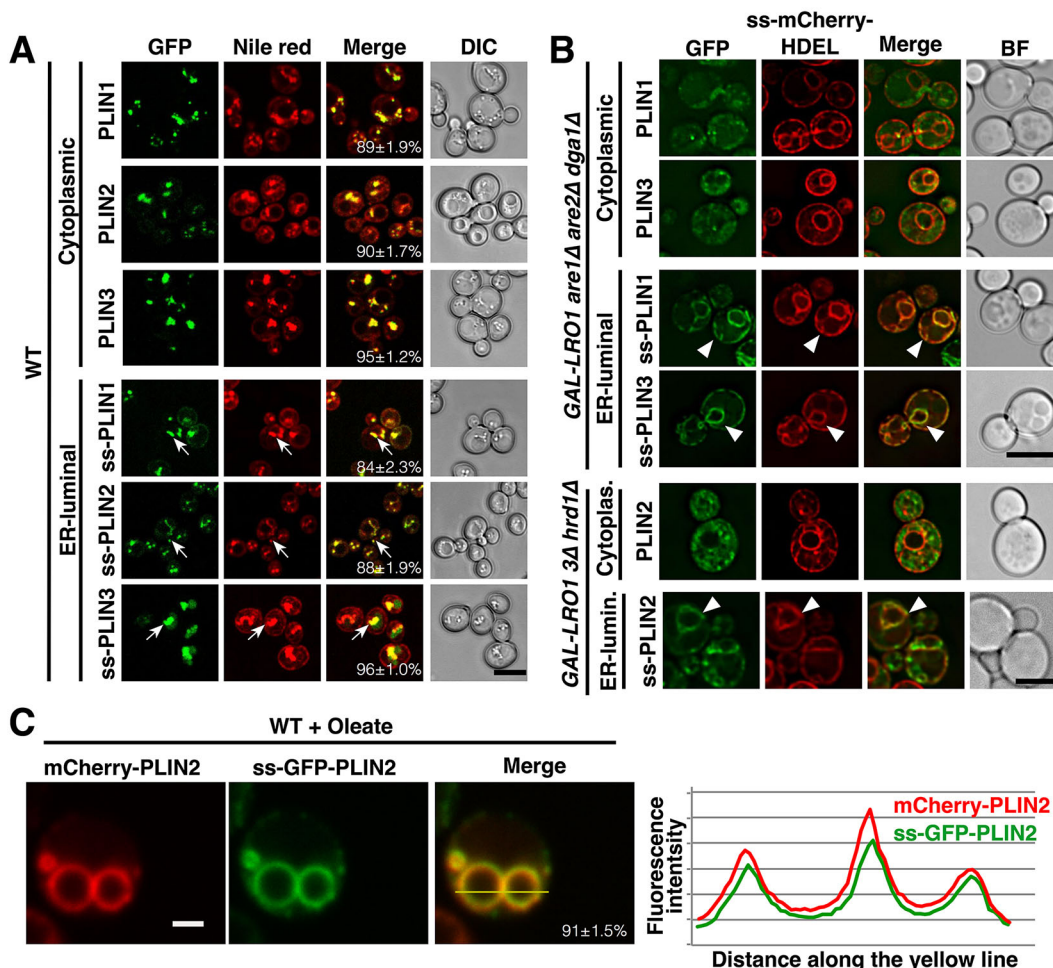 A
GFP
Nile red
Merge
DIC
WT
Cytoplasmic
PLIN1
89±1.9%
PLIN2
90±1.7%
PLIN3
95±1.2%
ER-luminal
ss-PLIN1
84±2.3%
ss-PLIN2
88±1.9%
ss-PLIN3
96±1.0%
B
ss-mCherry-
GFP
HDEL
Merge
BF
GAL-LRO1 are1Δ are2Δ dga1Δ
Cytoplasmic
PLIN1
PLIN3
ER-luminal
ss-PLIN1
ss-PLIN3
GAL-LRO1 3Δ hrd1Δ
Cytoplas.
PLIN2
ER-lumin.
ss-PLIN2
C
WT + Oleate
mCherry-PLIN2
ss-GFP-PLIN2
Merge
91±1.5%
Fluorescence
intentsity
mCherry-PLIN2
ss-GFP-PLIN2
Distance along the yellow line